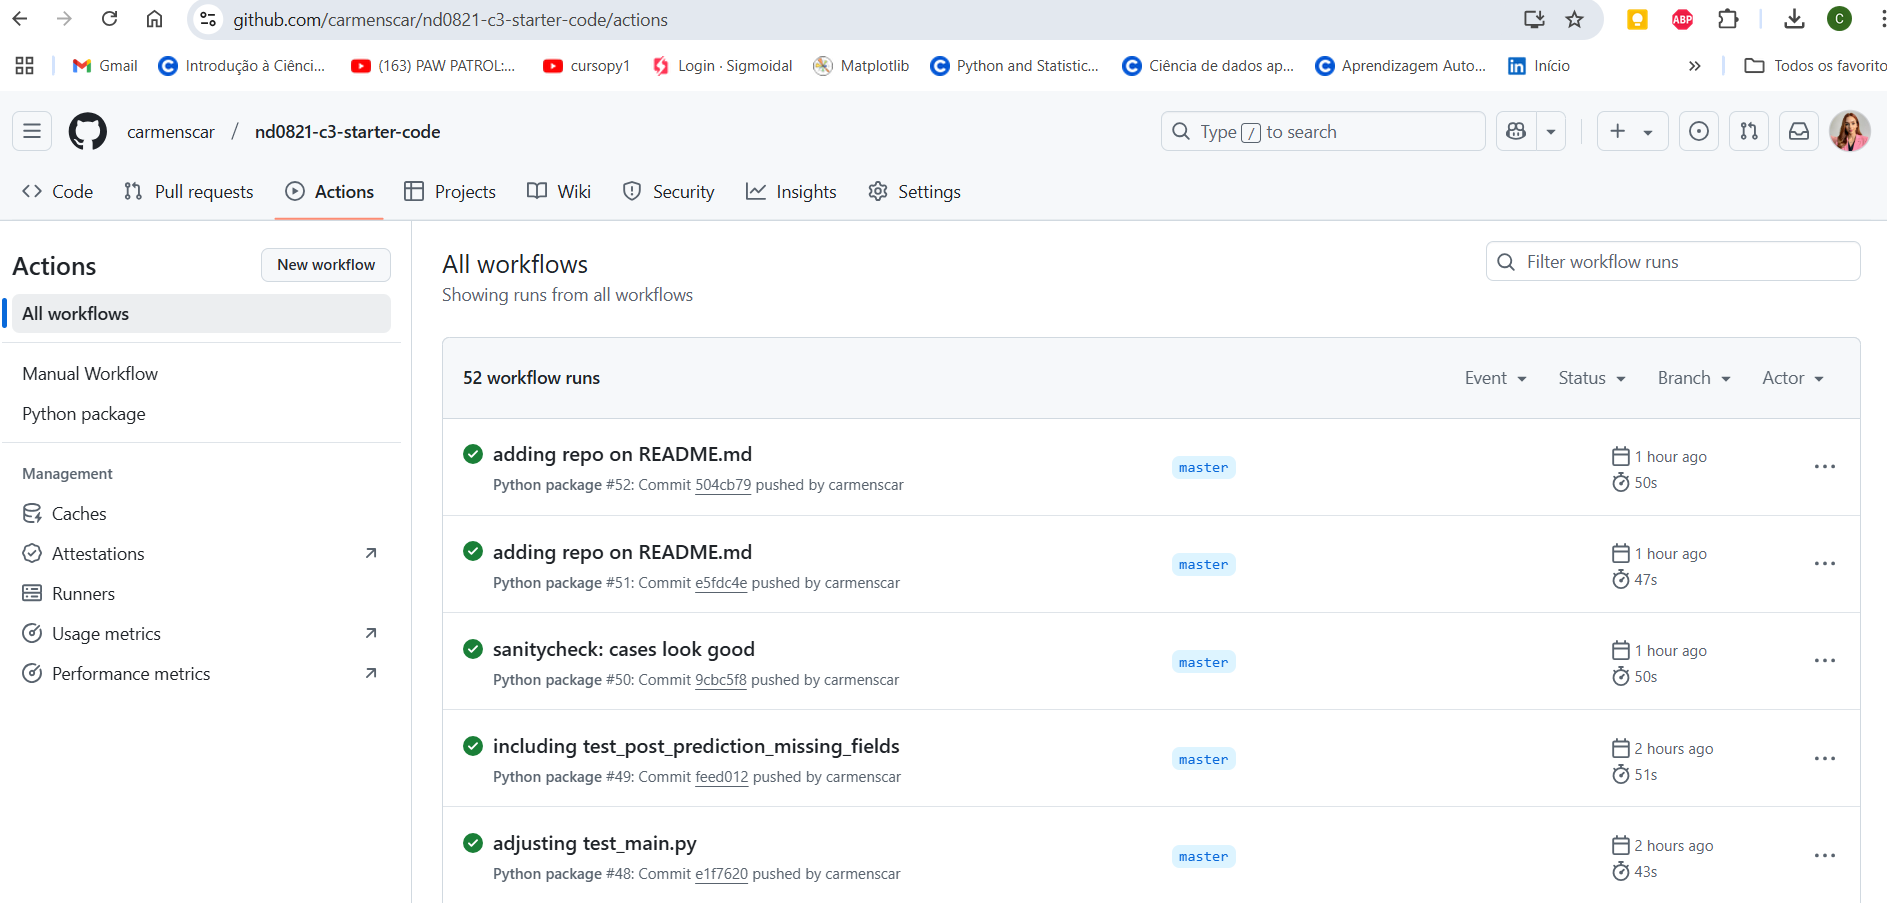 github.com/carmenscar/nd0821-c3-starter-code/actions
ABP
C
Gmail
Introdução à Ciênci...
(163) PAW PATROL:...
cursopy1
Login · Sigmoidal
Matplotlib
Python and Statistic...
Ciência de dados ap...
Aprendizagem Auto...
Início
»
Todos os favorito
carmenscar / nd0821-c3-starter-code
Type / to search
Code
Pull requests
Actions
Projects
Wiki
Security
Insights
Settings
Actions
New workflow
All workflows
Manual Workflow
Python package
Management
Caches
Attestations
Runners
Usage metrics
Performance metrics
All workflows
Showing runs from all workflows
Filter workflow runs
52 workflow runs
Event
Status
Branch
Actor
adding repo on README.md
Python package #52: Commit 504cb79 pushed by carmenscar
master
1 hour ago
50s
adding repo on README.md
Python package #51: Commit e5fdc4e pushed by carmenscar
master
1 hour ago
47s
sanitycheck: cases look good
Python package #50: Commit 9cbc5f8 pushed by carmenscar
master
1 hour ago
50s
including test_post_prediction_missing_fields
Python package #49: Commit feed012 pushed by carmenscar
master
2 hours ago
51s
adjusting test_main.py
Python package #48: Commit e1f7620 pushed by carmenscar
master
2 hours ago
43s